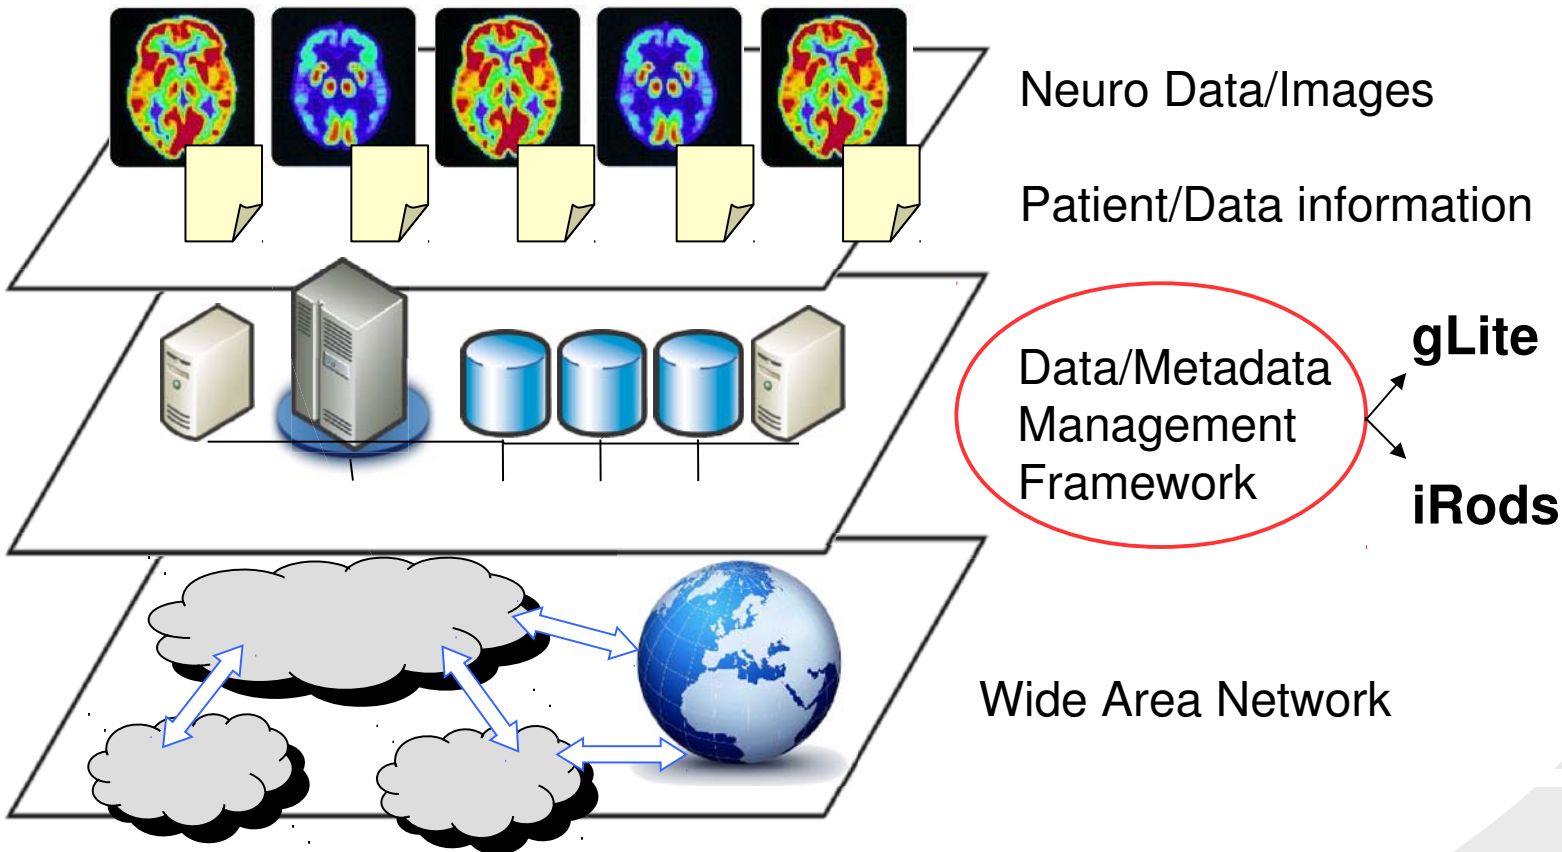 Neuro Data/Images
Patient/Data information
Data/Metadata
Management
Framework
gLite
iRods
Wide Area Network